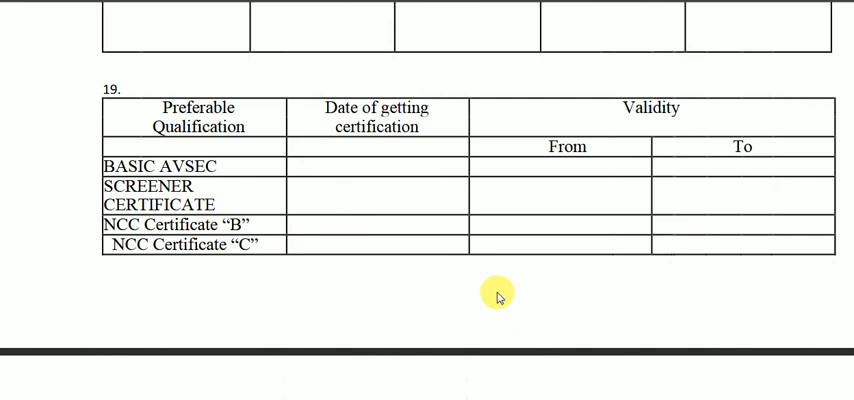 19.
Preferable Date of getting Validity
Qualification certification
From To
BASIC AVSEC
SCREENER
CERTIFICATE
NCC Certificate “B”
NCC Certificate “C”